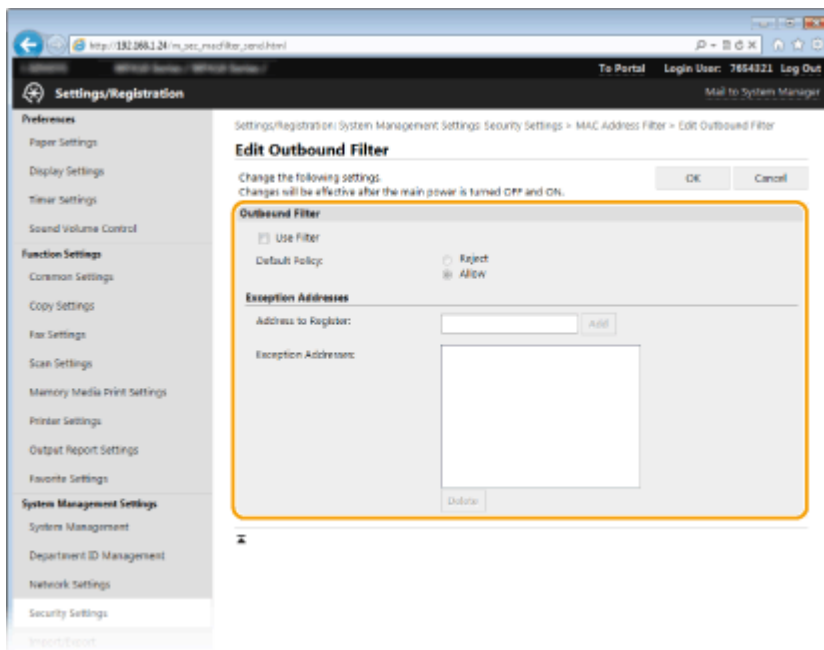 http://192.168.1.24/m_sec_macfilter_send.html
To Portal Login User: 7654321 Log Out
Settings/Registration
Mail to System Manager
Preferences
Paper Settings
Display Settings
Timer Settings
Sound Volume Control
Function Settings
Common Settings
Copy Settings
Fax Settings
Scan Settings
Memory Media Print Settings
Printer Settings
Output Report Settings
Favorite Settings
System Management Settings
System Management
Department ID Management
Network Settings
Security Settings
Import/Export
Settings/Registration: System Management Settings: Security Settings > MAC Address Filter > Edit Outbound Filter
Edit Outbound Filter
Change the following settings.
Changes will be effective after the main power is turned OFF and ON.
OK Cancel
Outbound Filter
Use Filter
Default Policy:
Reject
Allow
Exception Addresses
Address to Register:
Add
Exception Addresses:
Delete